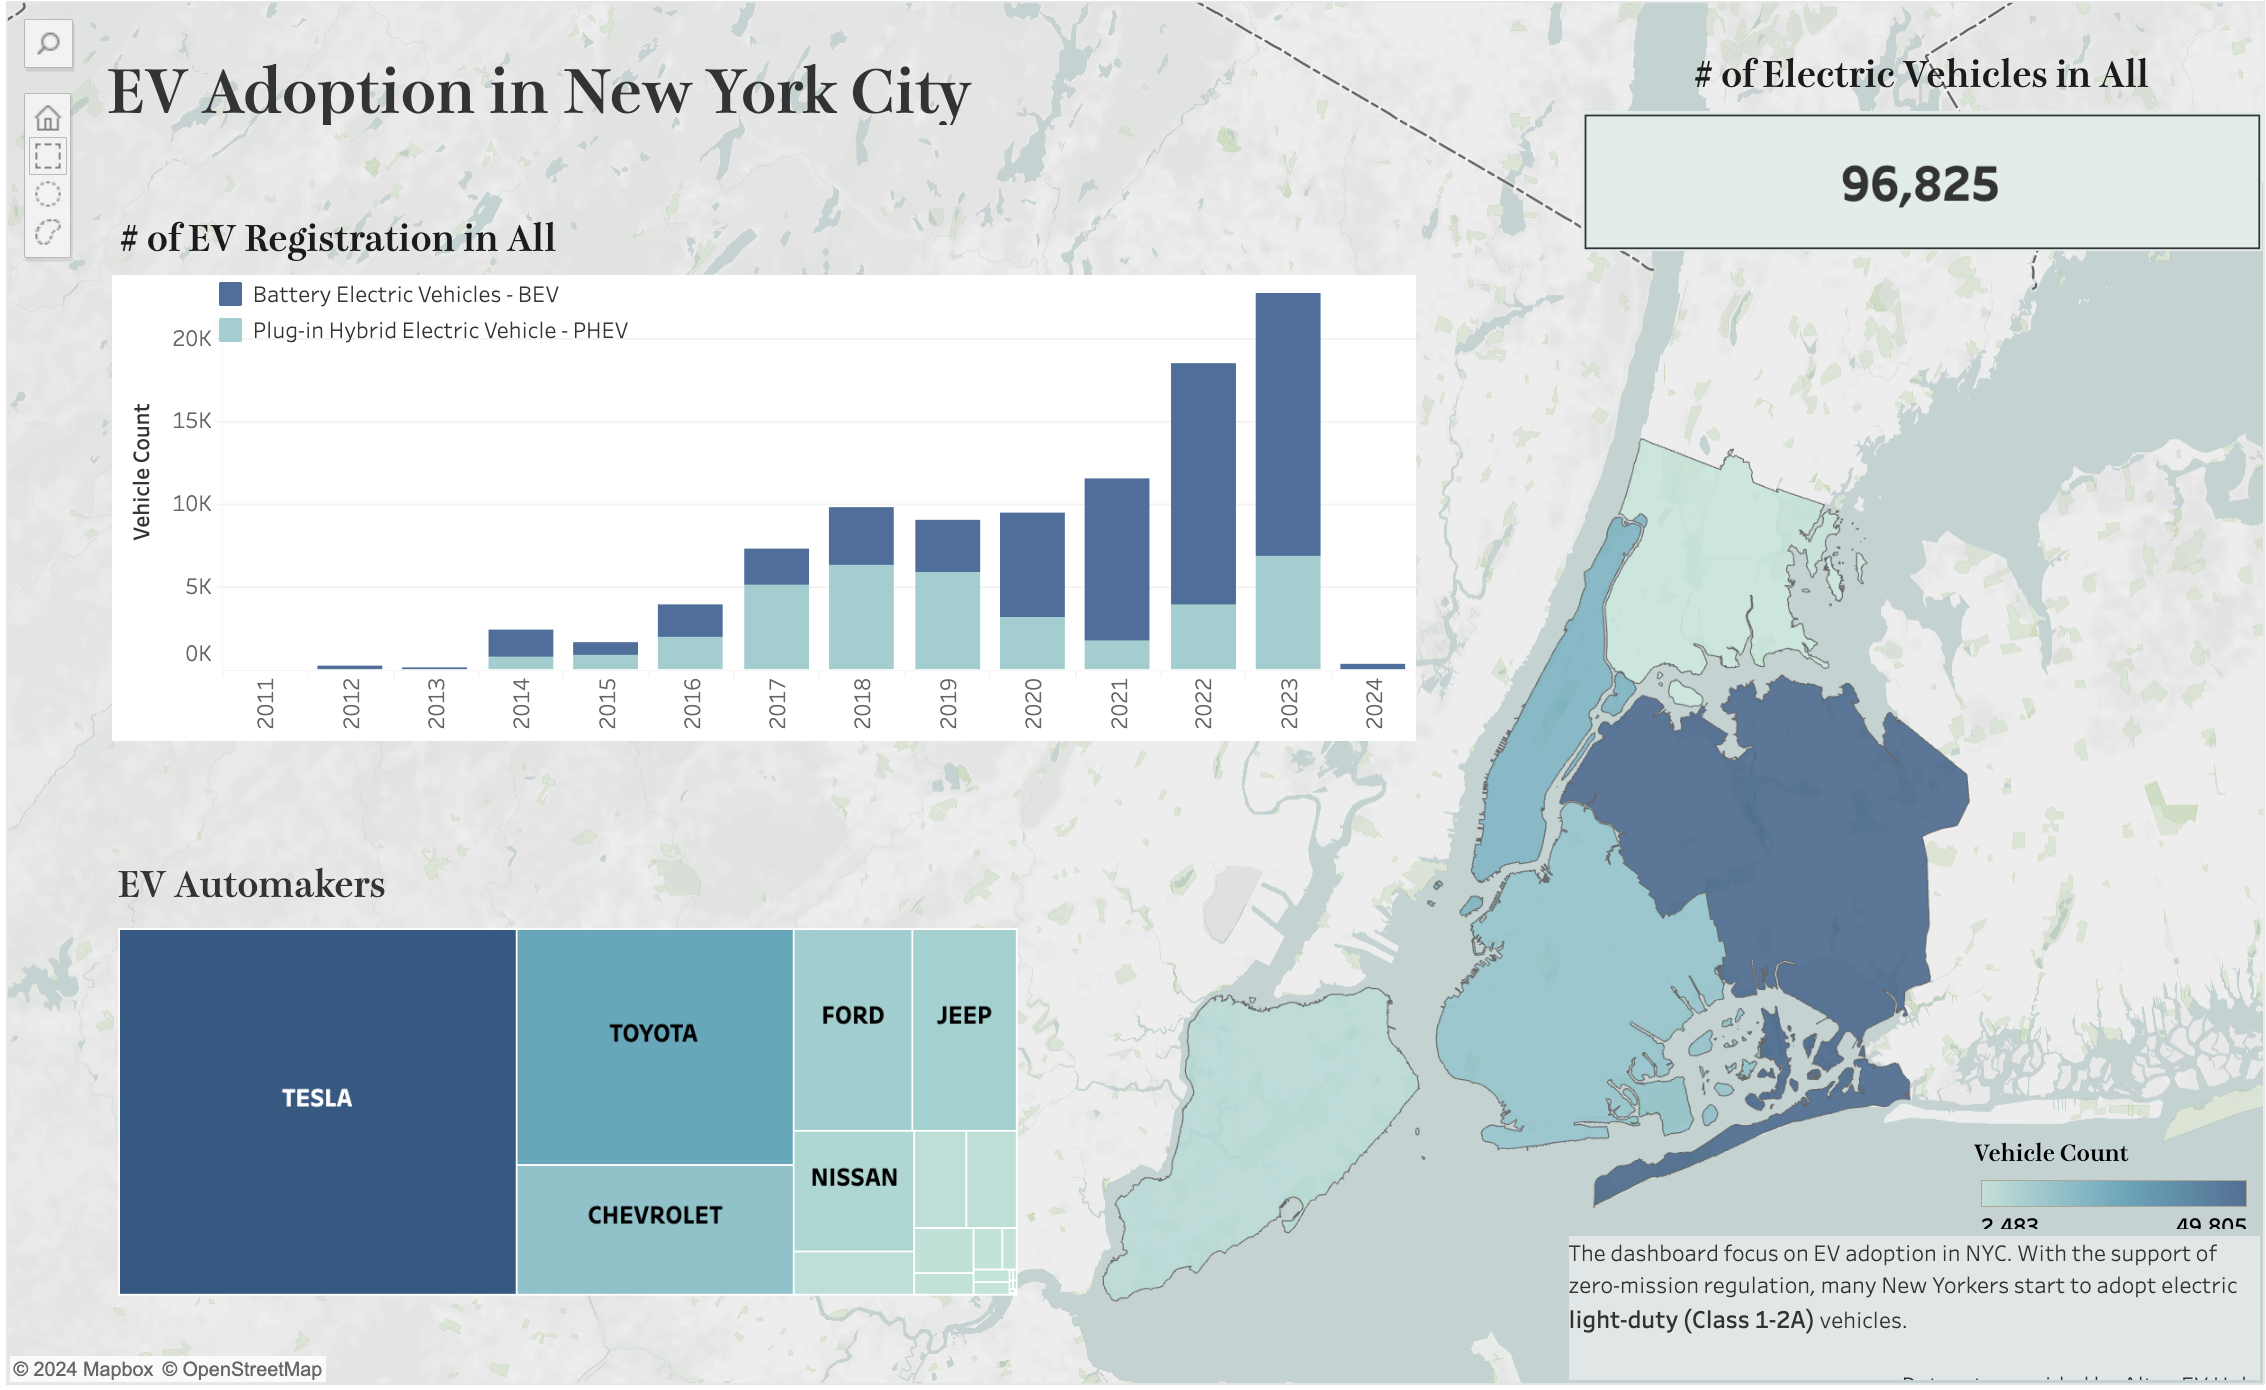 EV Adoption in New York City
# of Electric Vehicles in All
96,825
# of EV Registration in All
Battery Electric Vehicles - BEV
Plug-in Hybrid Electric Vehicle - PHEV
Vehicle Count
20K
15K
10K
5K
0K
2011
2012
2013
2014
2015
2016
2017
2018
2019
2020
2021
2022
2023
2024
EV Automakers
TESLA
TOYOTA
CHEVROLET
FORD
JEEP
NISSAN
Vehicle Count
2,483
49,805
The dashboard focus on EV adoption in NYC. With the support of
zero-mission regulation, many New Yorkers start to adopt electric
light-duty (Class 1-2A) vehicles.
© 2024 Mapbox © OpenStreetMap